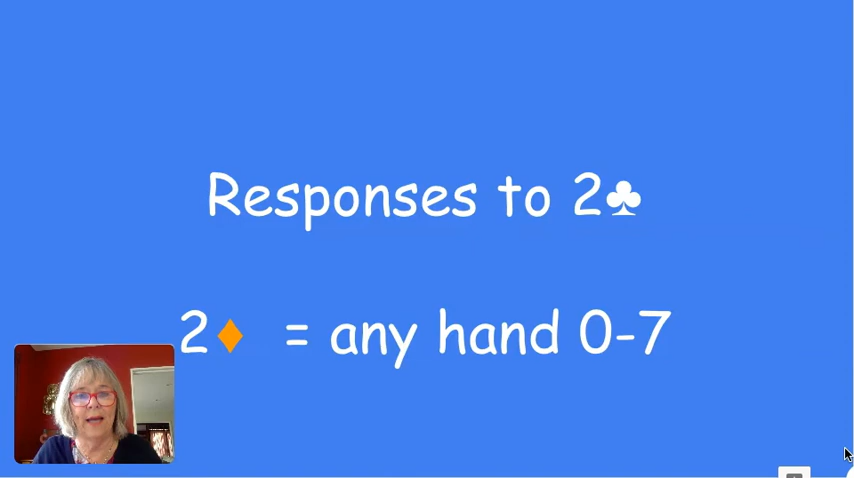 Responses to 2♣
2♦ = any hand 0-7